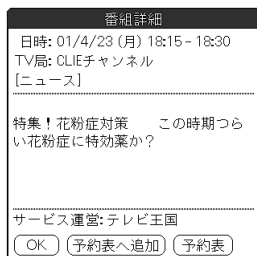 番組詳細
日時: 01/4/23 (月) 18:15 - 18:30
TV局: CLIEチャンネル
[ニュース]
特集！花粉症対策　　この時期つら
い花粉症に特効薬か？
サービス運営: テレビ王国
OK 予約表へ追加 予約表